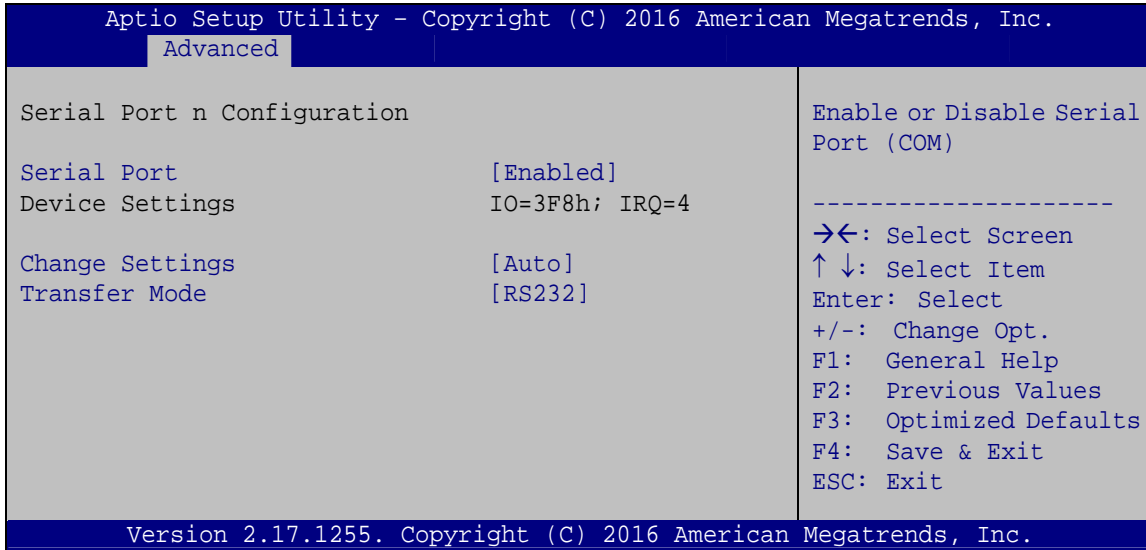 Aptio Setup Utility – Copyright (C) 2016 American Megatrends, Inc.
Advanced
Serial Port n Configuration
Serial Port [Enabled]
Device Settings IO=3F8h; IRQ=4
Change Settings [Auto]
Transfer Mode [RS232]
Enable or Disable Serial
Port (COM)
---------------------
→←: Select Screen
↑ ↓: Select Item
Enter: Select
+/-: Change Opt.
F1: General Help
F2: Previous Values
F3: Optimized Defaults
F4: Save & Exit
ESC: Exit
Version 2.17.1255. Copyright (C) 2016 American Megatrends, Inc.